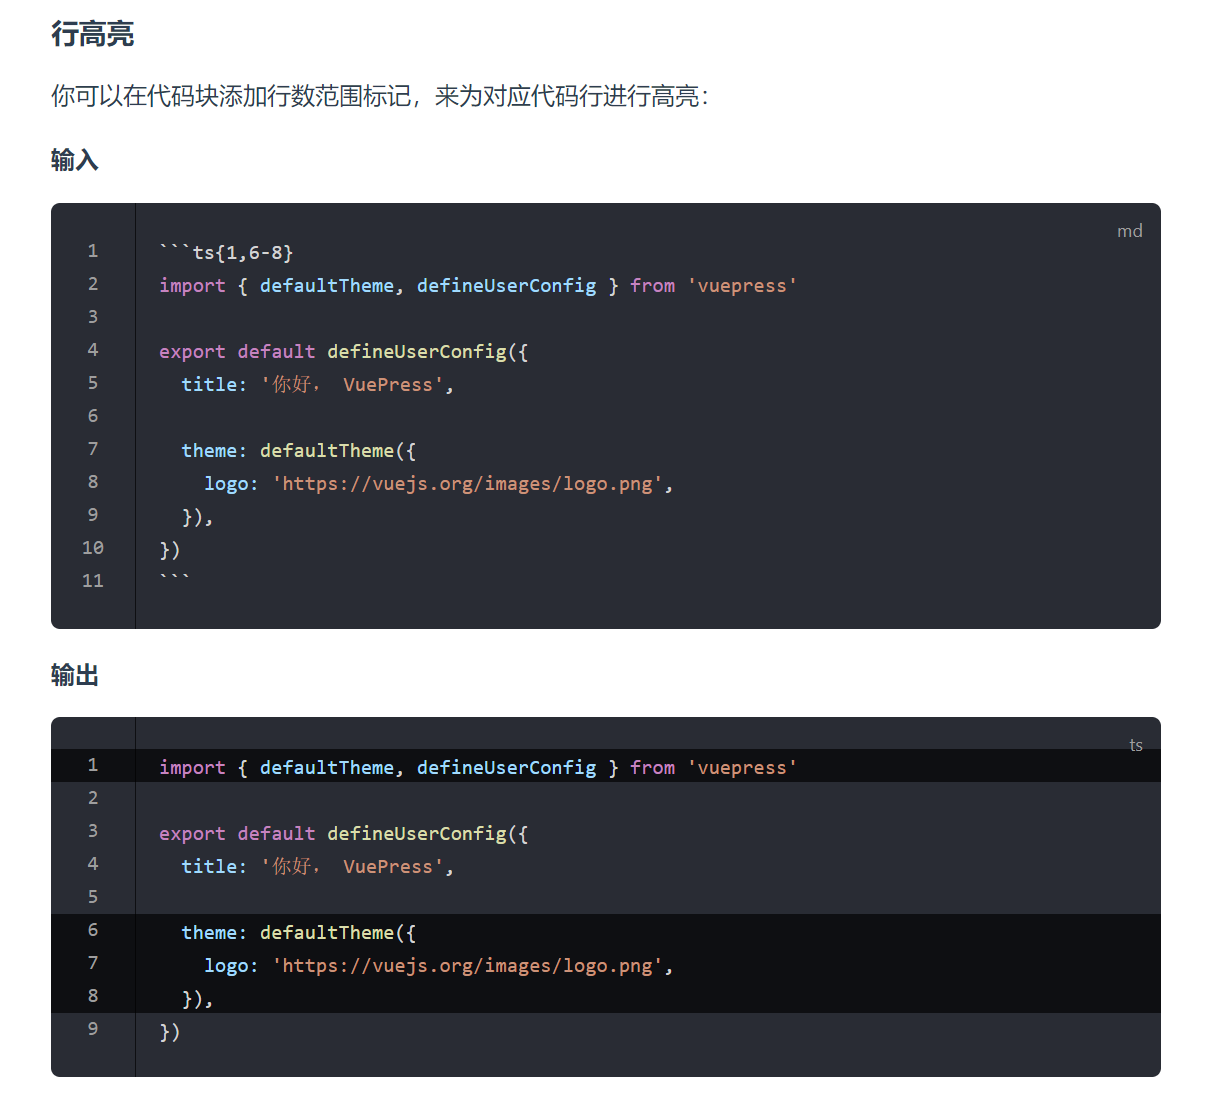 行高亮
你可以在代码块添加行数范围标记，来为对应代码行进行高亮：
输入
md
1 ```ts{1,6-8}
2 import { defaultTheme, defineUserConfig } from 'vuepress'
3
4 export default defineUserConfig({
5   title: '你好， VuePress',
6
7   theme: defaultTheme({
8     logo: 'https://vuejs.org/images/logo.png',
9   }),
10 })
11 ```
输出
ts
1 import { defaultTheme, defineUserConfig } from 'vuepress'
2
3 export default defineUserConfig({
4   title: '你好， VuePress',
5
6   theme: defaultTheme({
7     logo: 'https://vuejs.org/images/logo.png',
8   }),
9 })